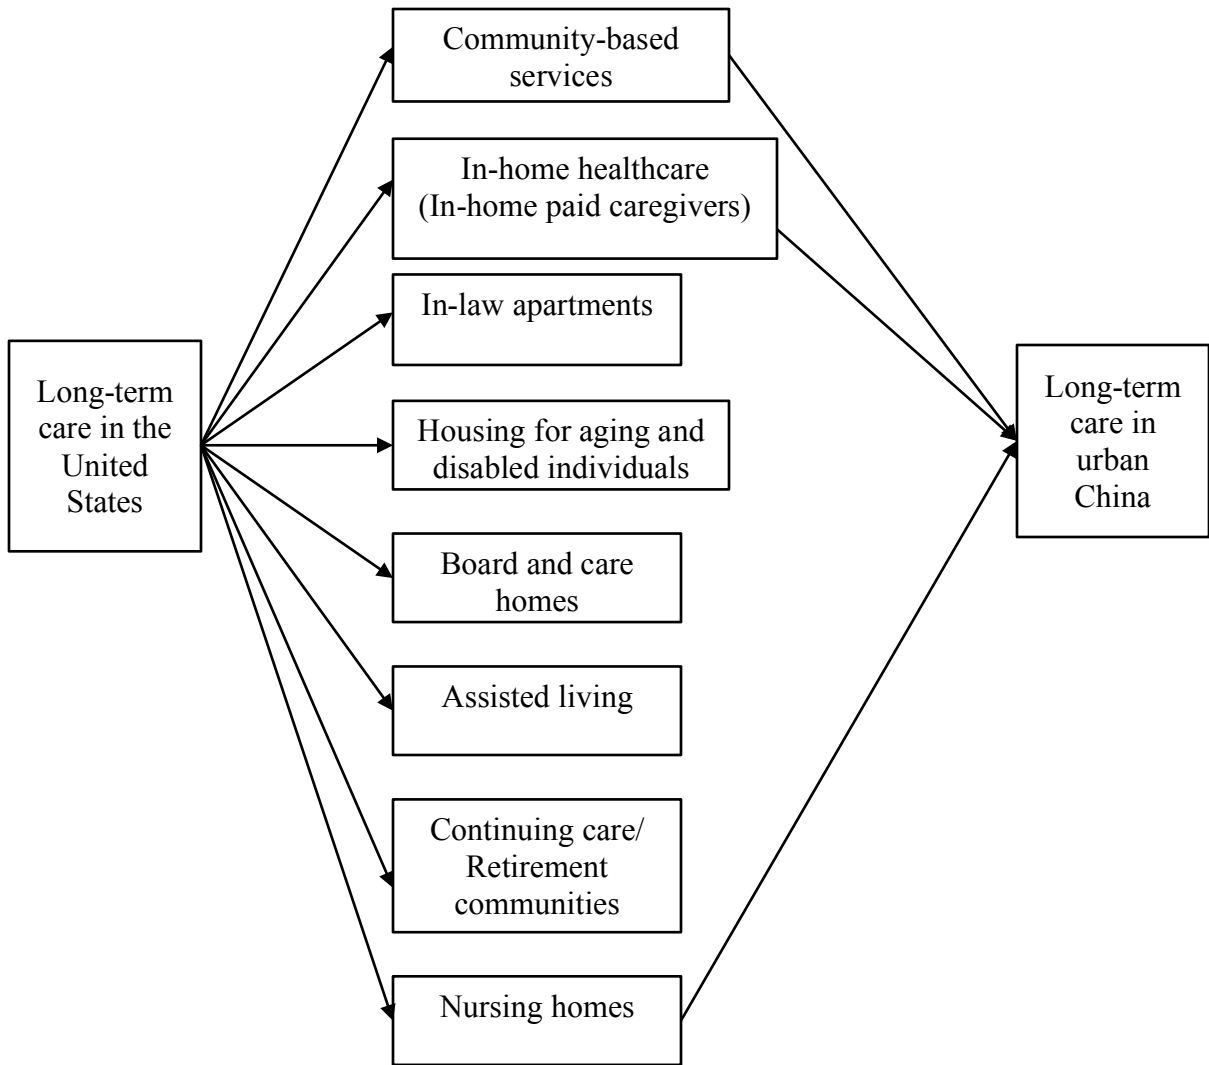 Community-based
services
In-home healthcare
(In-home paid caregivers)
In-law apartments
Long-term
care in the
United
States
Housing for aging and
disabled individuals
Board and care
homes
Assisted living
Continuing care/
Retirement
communities
Nursing homes
Long-term
care in
urban
China